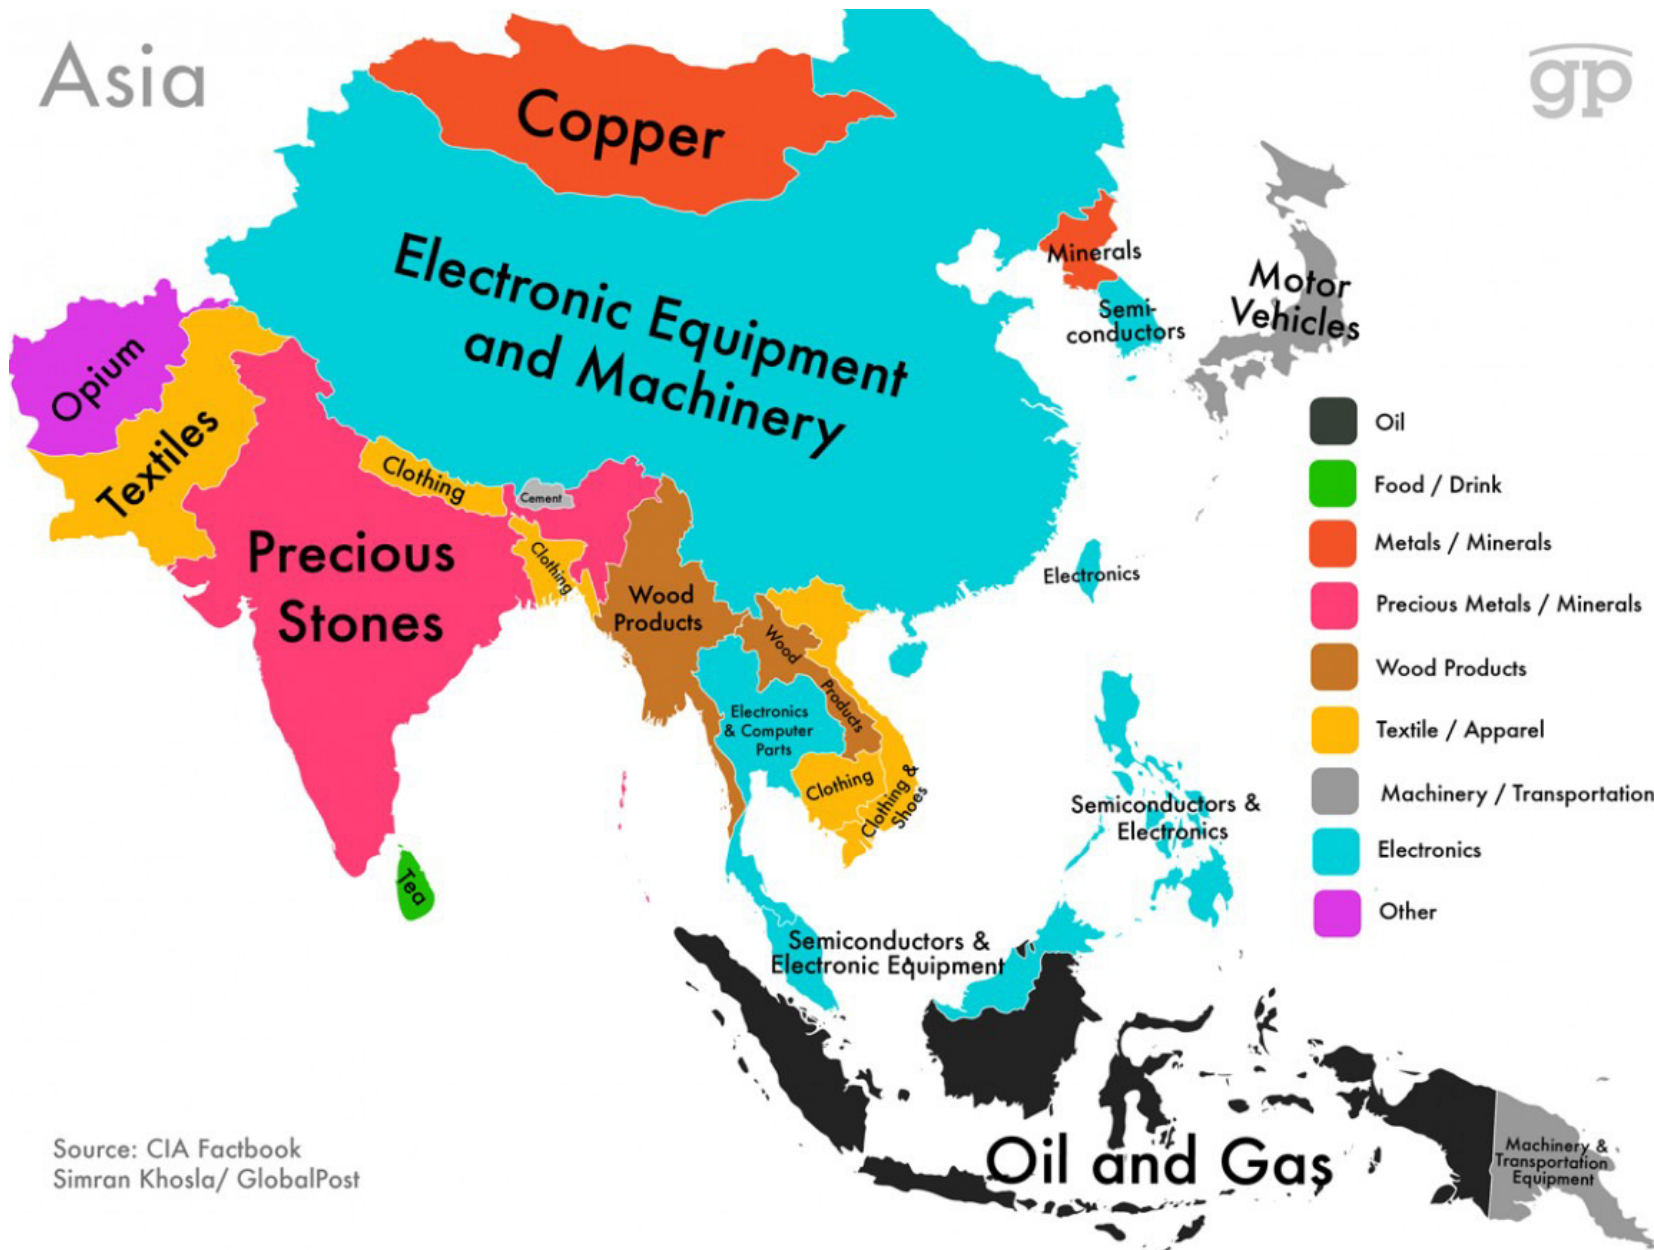 Asia
gp
Copper
Electronic Equipment
and Machinery
Minerals
Semi-
conductors
Motor
Vehicles
Opium
Textiles
Clothing
Cement
Precious
Stones
Clothing
Wood
Products
Electronics
Wood
Products
Electronics
& Computer
Parts
Clothing
Clothing &
Shoes
Tea
Semiconductors &
Electronics
Semiconductors &
Electronic Equipment
Oil and Gas
Machinery &
Transportation
Equipment
Oil
Food / Drink
Metals / Minerals
Precious Metals / Minerals
Wood Products
Textile / Apparel
Machinery / Transportation
Electronics
Other
Source: CIA Factbook
Simran Khosla/ GlobalPost